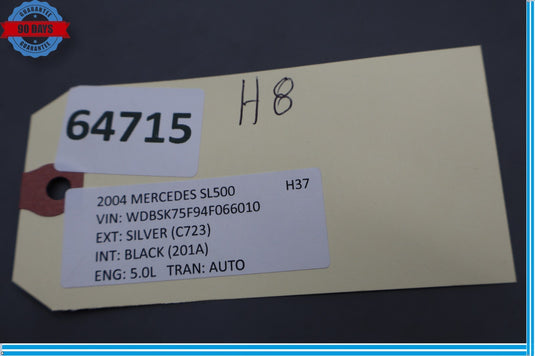 GUARANTEE
90 DAYS
GUARANTEE
H8
64715
2004 MERCEDES SL500 H37
VIN: WDBSK75F94F066010
EXT: SILVER (C723)
INT: BLACK (201A)
ENG: 5.0L TRAN: AUTO